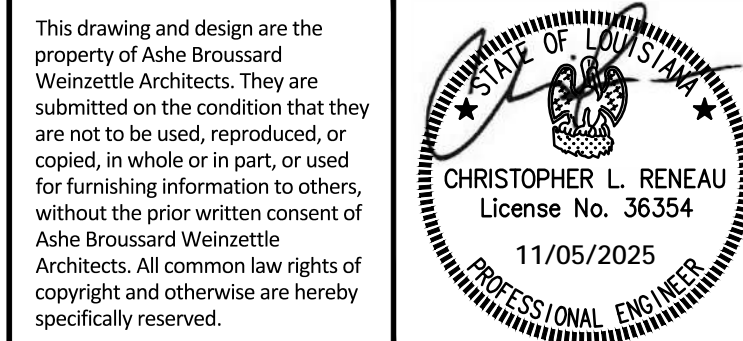 This drawing and design are the
property of Ashe Broussard
Weinzettle Architects. They are
submitted on the condition that they
are not to be used, reproduced, or
copied, in whole or in part, or used
for furnishing information to others,
without the prior written consent of
Ashe Broussard Weinzettle
Architects. All common law rights of
copyright and otherwise are hereby
specifically reserved.
STATE OF LOUISIANA
CHRISTOPHER L. RENEAU
License No. 36354
11/05/2025
PROFESSIONAL ENGINEER